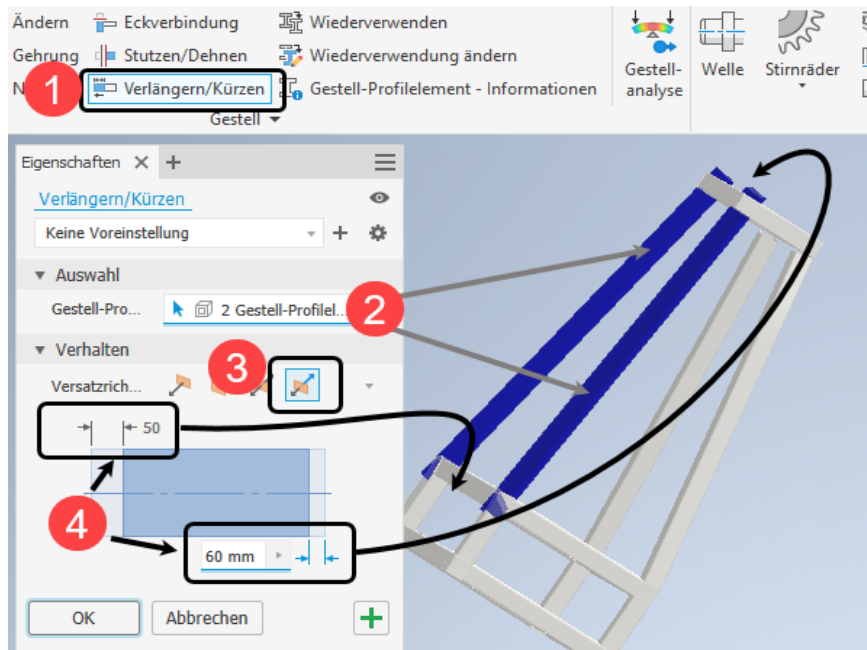 Ändern Eckverbindung Wiederverwenden
Gehrung Stutzen/Dehnen Wiederverwendung ändern
1 Verlängern/Kürzen Gestell-Profilelement - Informationen
Gestell-
analyse
Welle
Stirnräder
Gestell
Eigenschaften
Verlängern/Kürzen
Keine Voreinstellung
Auswahl
Gestell-Pro... 2 Gestell-Profilel...
2
Verhalten
3
Versatzrich...
50
4
60 mm
OK Abbrechen